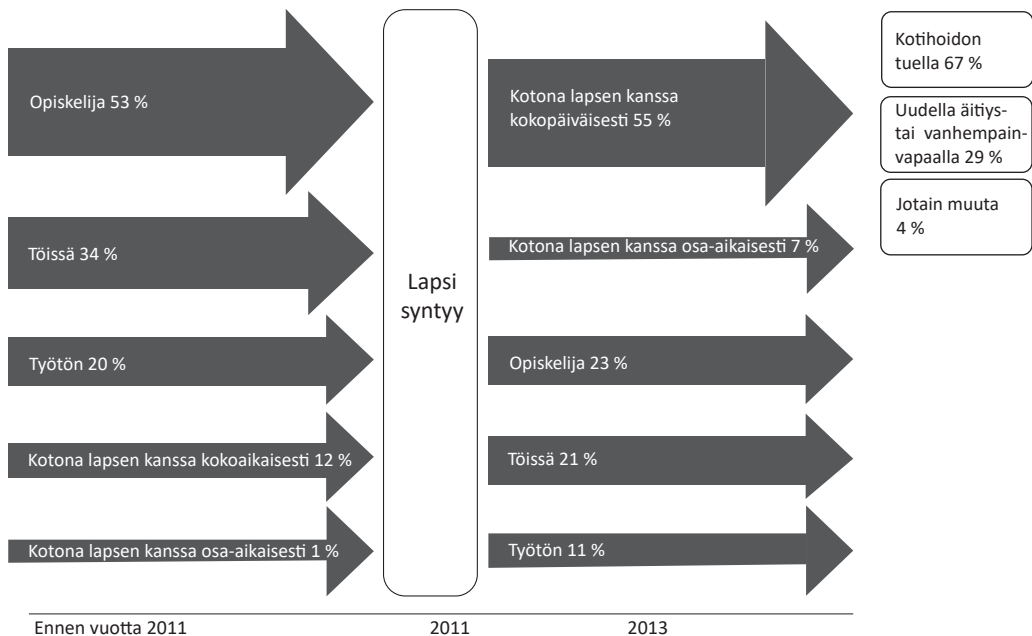 Opiskelija 53 %
Töissä 34 %
Työtön 20 %
Kotona lapsen kanssa kokoaikaisesti 12 %
Kotona lapsen kanssa osa-aikaisesti 1 %
Lapsi
syntyy
Kotona lapsen kanssa
kokopäiväisesti 55 %
Kotona lapsen kanssa osa-aikaisesti 7 %
Opiskelija 23 %
Töissä 21 %
Työtön 11 %
Kotihoidon
tuella 67 %
Uudella äitiys-
tai vanhempain-
vapaalla 29 %
Jotain muuta
4 %
Ennen vuotta 2011
2011
2013